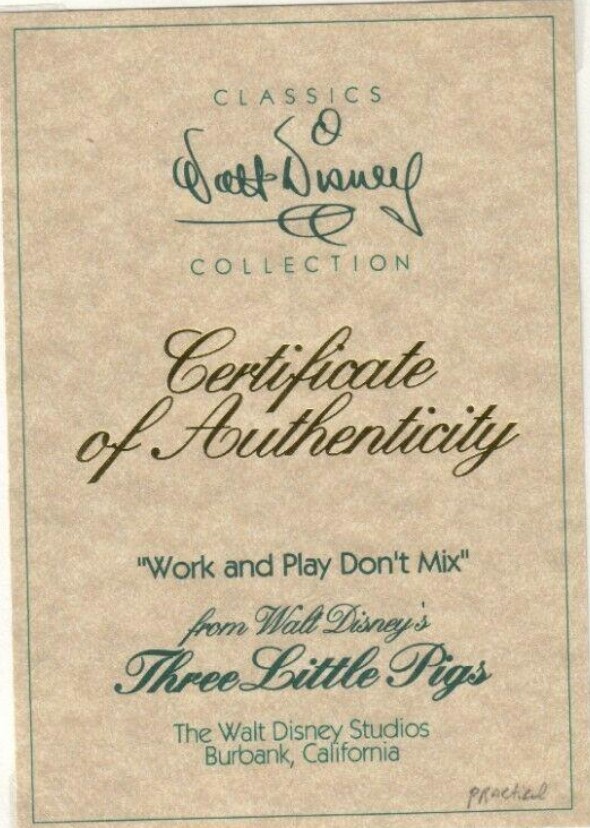 CLASSICS
Walt Disney
COLLECTION
Certificate
of Authenticity
"Work and Play Don't Mix"
from Walt Disney's
Three Little Pigs
The Walt Disney Studios
Burbank, California
PRACtical